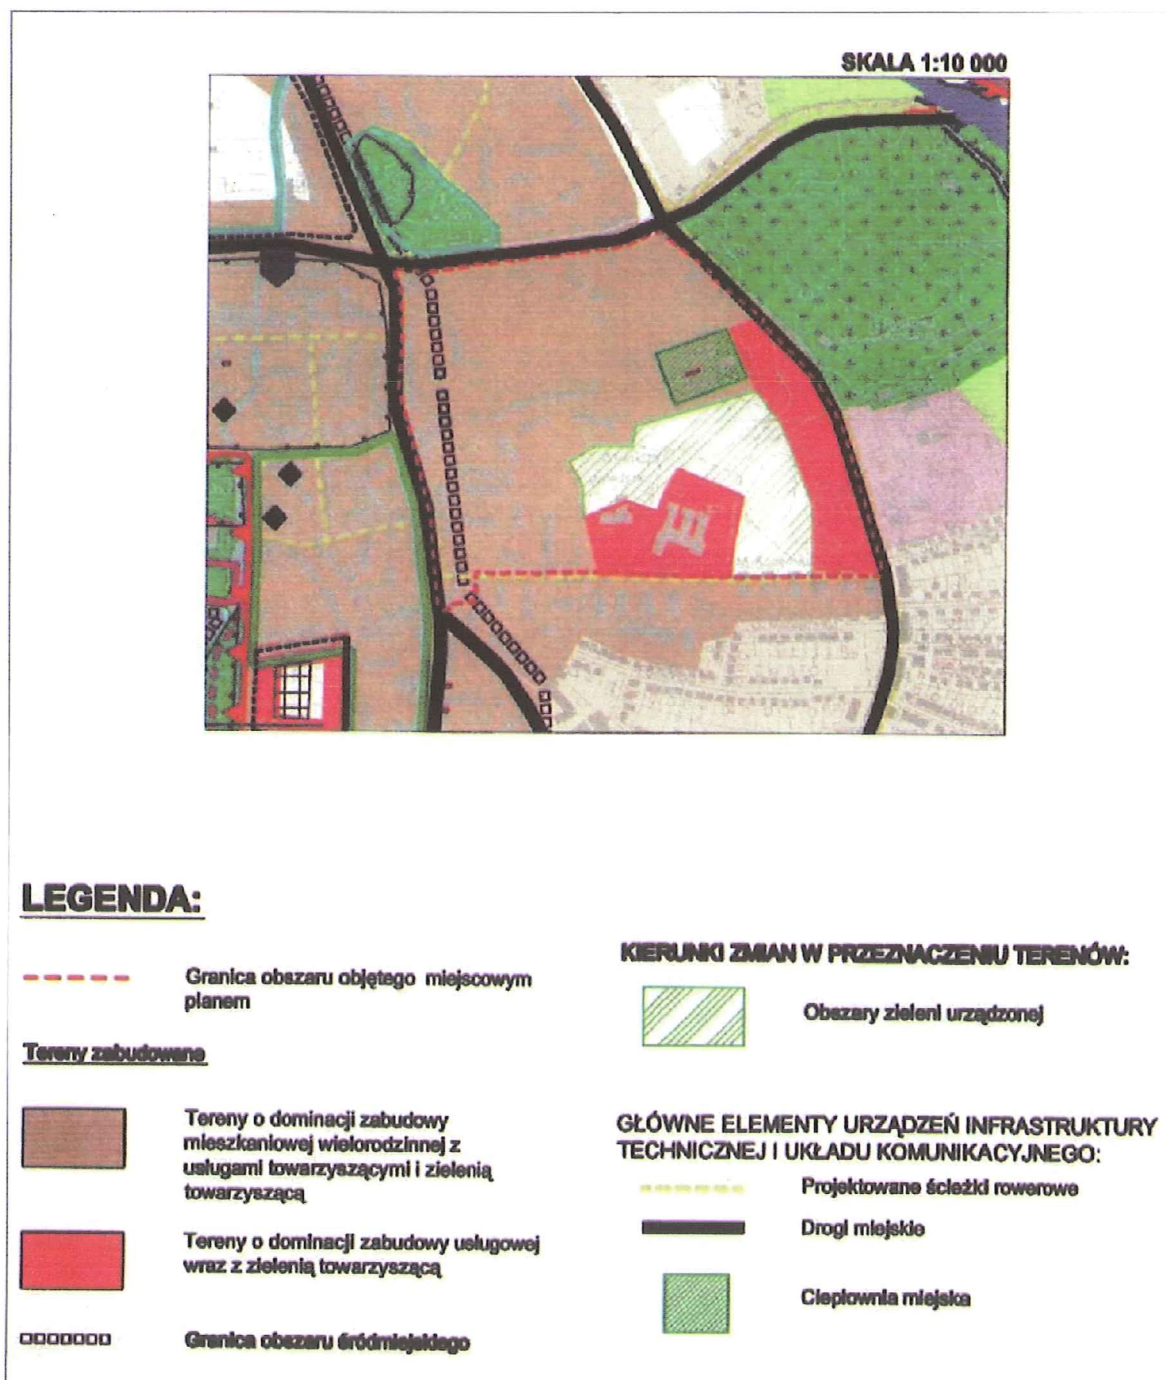 SKALA 1:10 000
LEGENDA:
Granica obszaru objętego miejscowym
planem
Tereny zabudowane
Tereny o dominacji zabudowy
mieszkaniowej wielorodzinnej z
usługami towarzyszącymi i zielenią
towarzyszącą
Tereny o dominacji zabudowy usługowej
wraz z zielenią towarzyszącą
Granica obszaru śródmiejskiego
KIERUNKI ZMIAN W PRZEZNACZENIU TERENÓW:
Obszary zieleni urządzonej
GŁÓWNE ELEMENTY URZĄDZEŃ INFRASTRUKTURY
TECHNICZNEJ I UKŁADU KOMUNIKACYJNEGO:
Projektowane ścieżki rowerowe
Drogi miejskie
Ciepłownia miejska